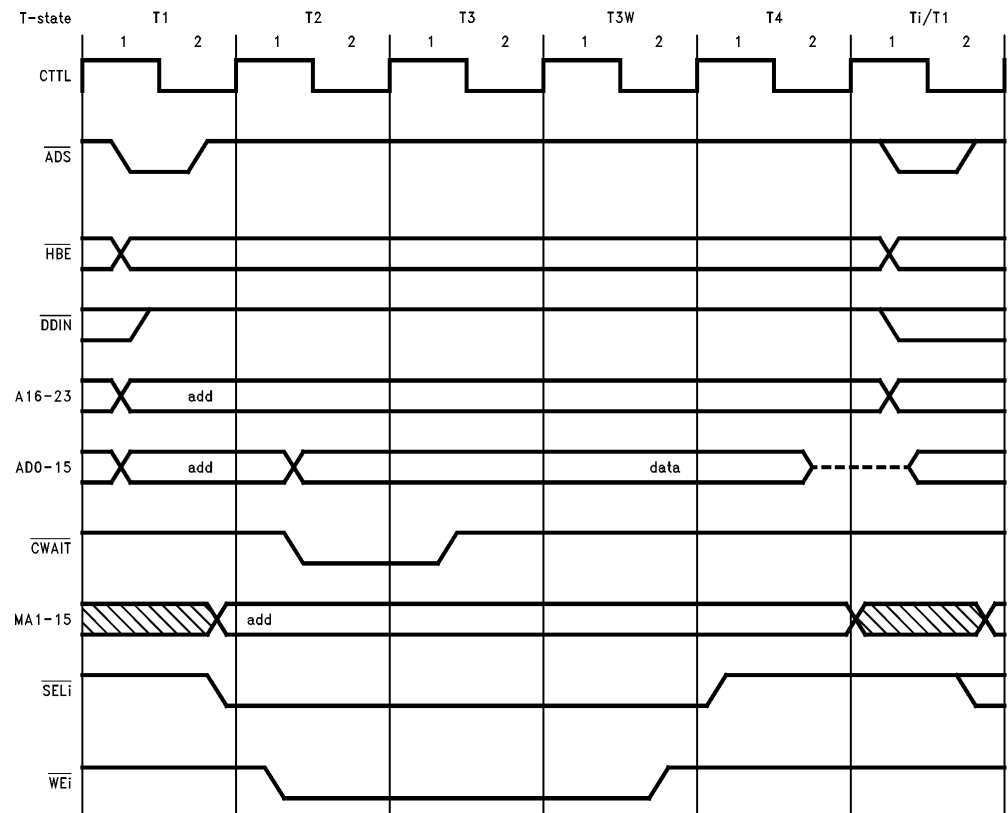 T-state T1 T2 T3 T3W T4 Ti/T1
1 2 1 2 1 2 1 2 1 2 1 2
CTTL
ADS
HBE
DDIN
A16-23 add
AD0-15 add data
CWAIT
MA1-15 add
SELi
WEi